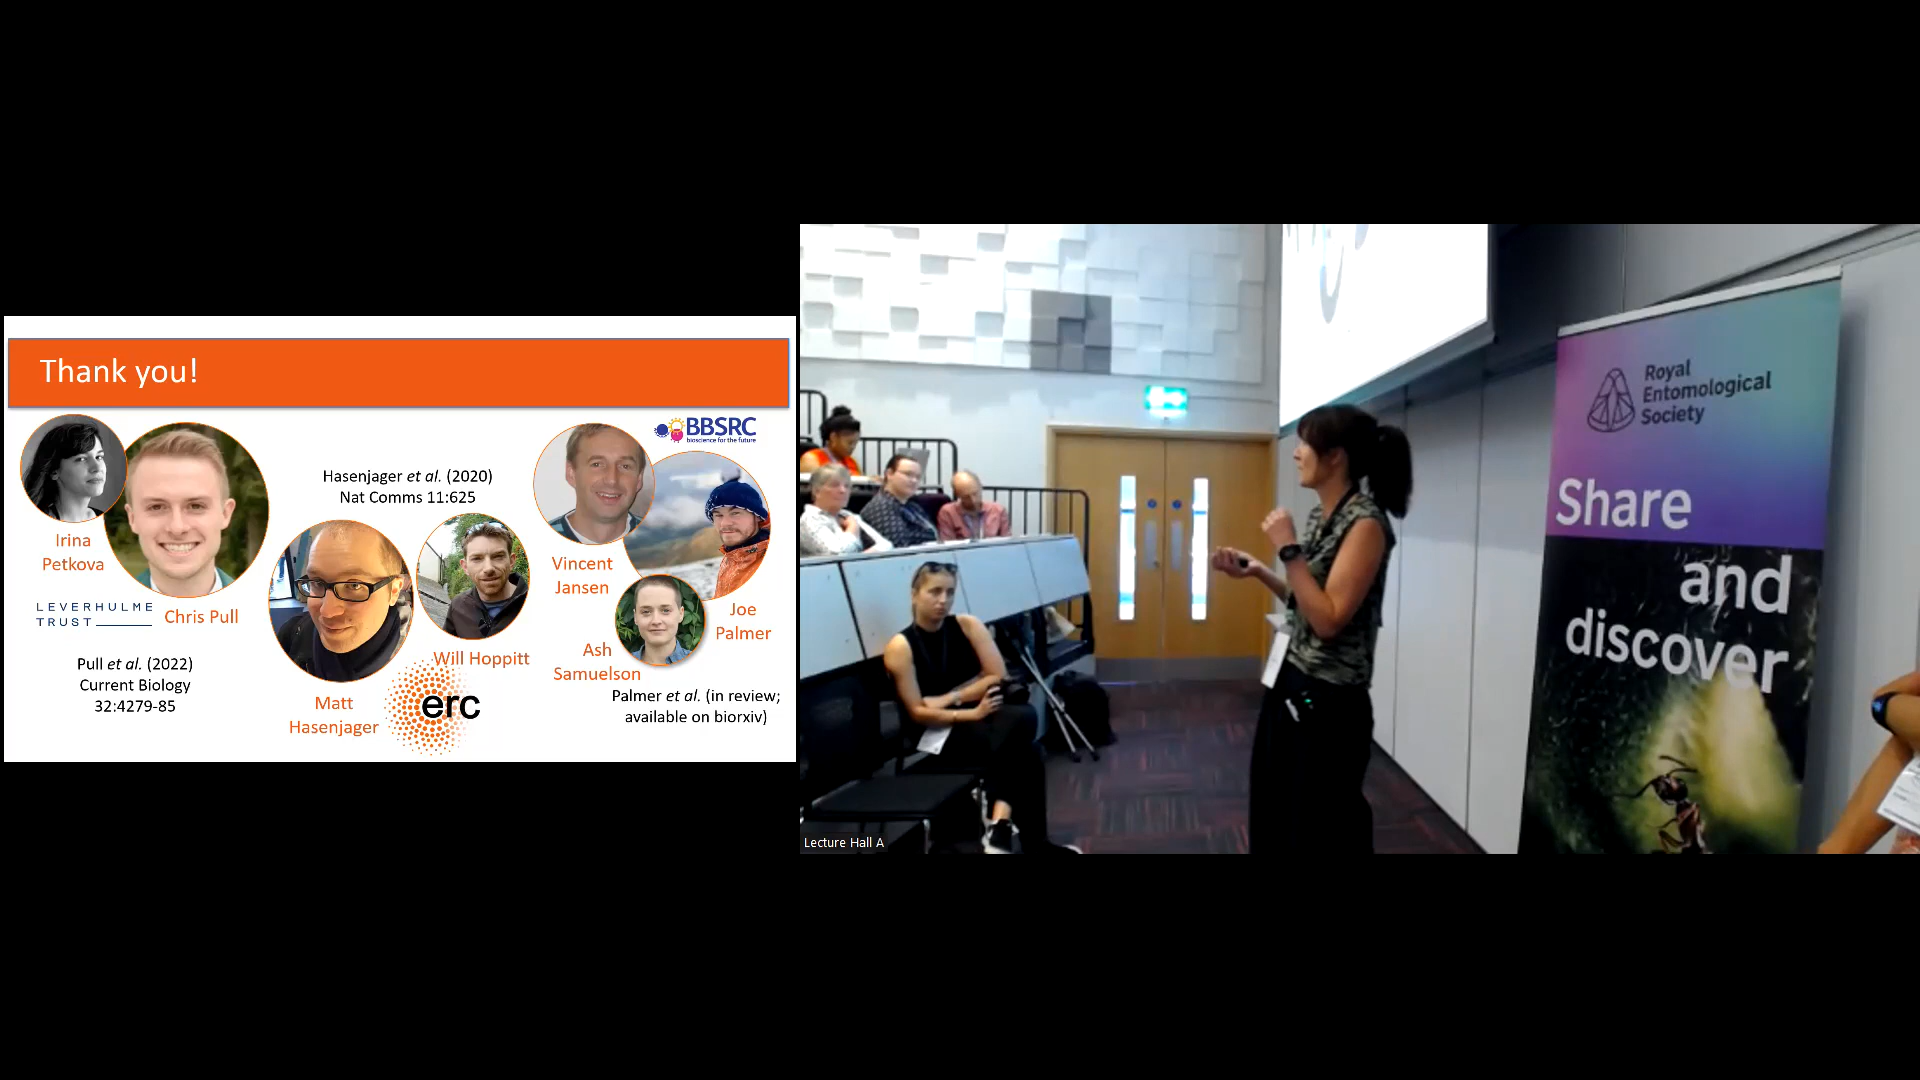 Thank you!
BBSRC
bioscience for the future
Hasenjager et al. (2020)
Nat Comms 11:625
Irina
Petkova
Vincent
Jansen
LEVERHULME
TRUST
Chris Pull
Joe
Palmer
Ash
Samuelson
Will Hoppitt
Pull et al. (2022)
Current Biology
32:4279-85
Matt
Hasenjager
erc
Palmer et al. (in review;
available on biorxiv)
Royal
Entomological
Society
Share
and
discover
Lecture Hall A